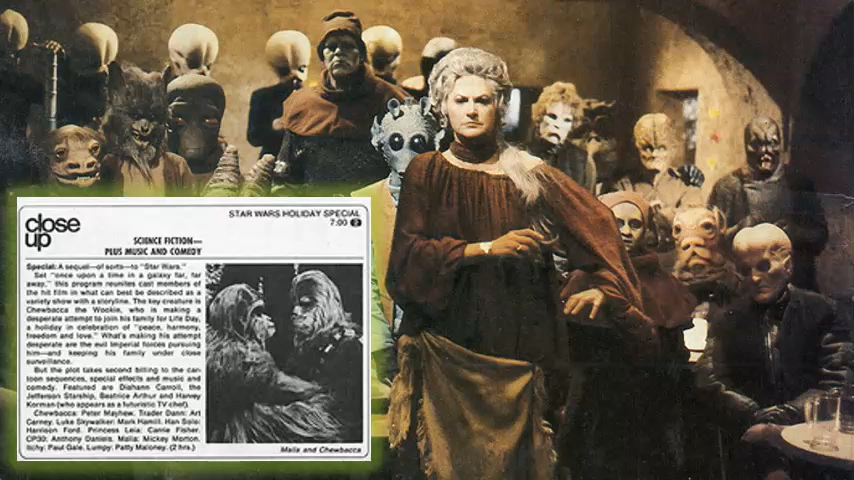 close
up
STAR WARS HOLIDAY SPECIAL
7:00 2
SCIENCE FICTION—
PLUS MUSIC AND COMEDY
Special: A sequel—of sorts—to "Star Wars."
Set "once upon a time in a galaxy far, far
away," this program reunites cast members of
the hit film in what can best be described as a
variety show with a storyline. The key creature is
Chewbacca the Wookie, who is making a
desperate attempt to join his family for Life Day,
a holiday in celebration of "peace, harmony,
freedom and love." What's making his attempt
desperate are the evil Imperial forces pursuing
him—and keeping his family under close
surveillance.
But the plot takes second billing to the car-
toon sequences, special effects and music and
comedy. Featured are Diahann Carroll, the
Jefferson Starship, Beatrice Arthur and Harvey
Korman (who appears as a futuristic TV chef).
Chewbacca: Peter Mayhew. Trader Dann: Art
Carney. Luke Skywalker: Mark Hamill. Han Solo:
Harrison Ford. Princess Leia: Carrie Fisher.
CP30: Anthony Daniels. Malla: Mickey Morton.
Itchy: Paul Gale. Lumpy: Patty Maloney. (2 hrs.)
Malla and Chewbacca